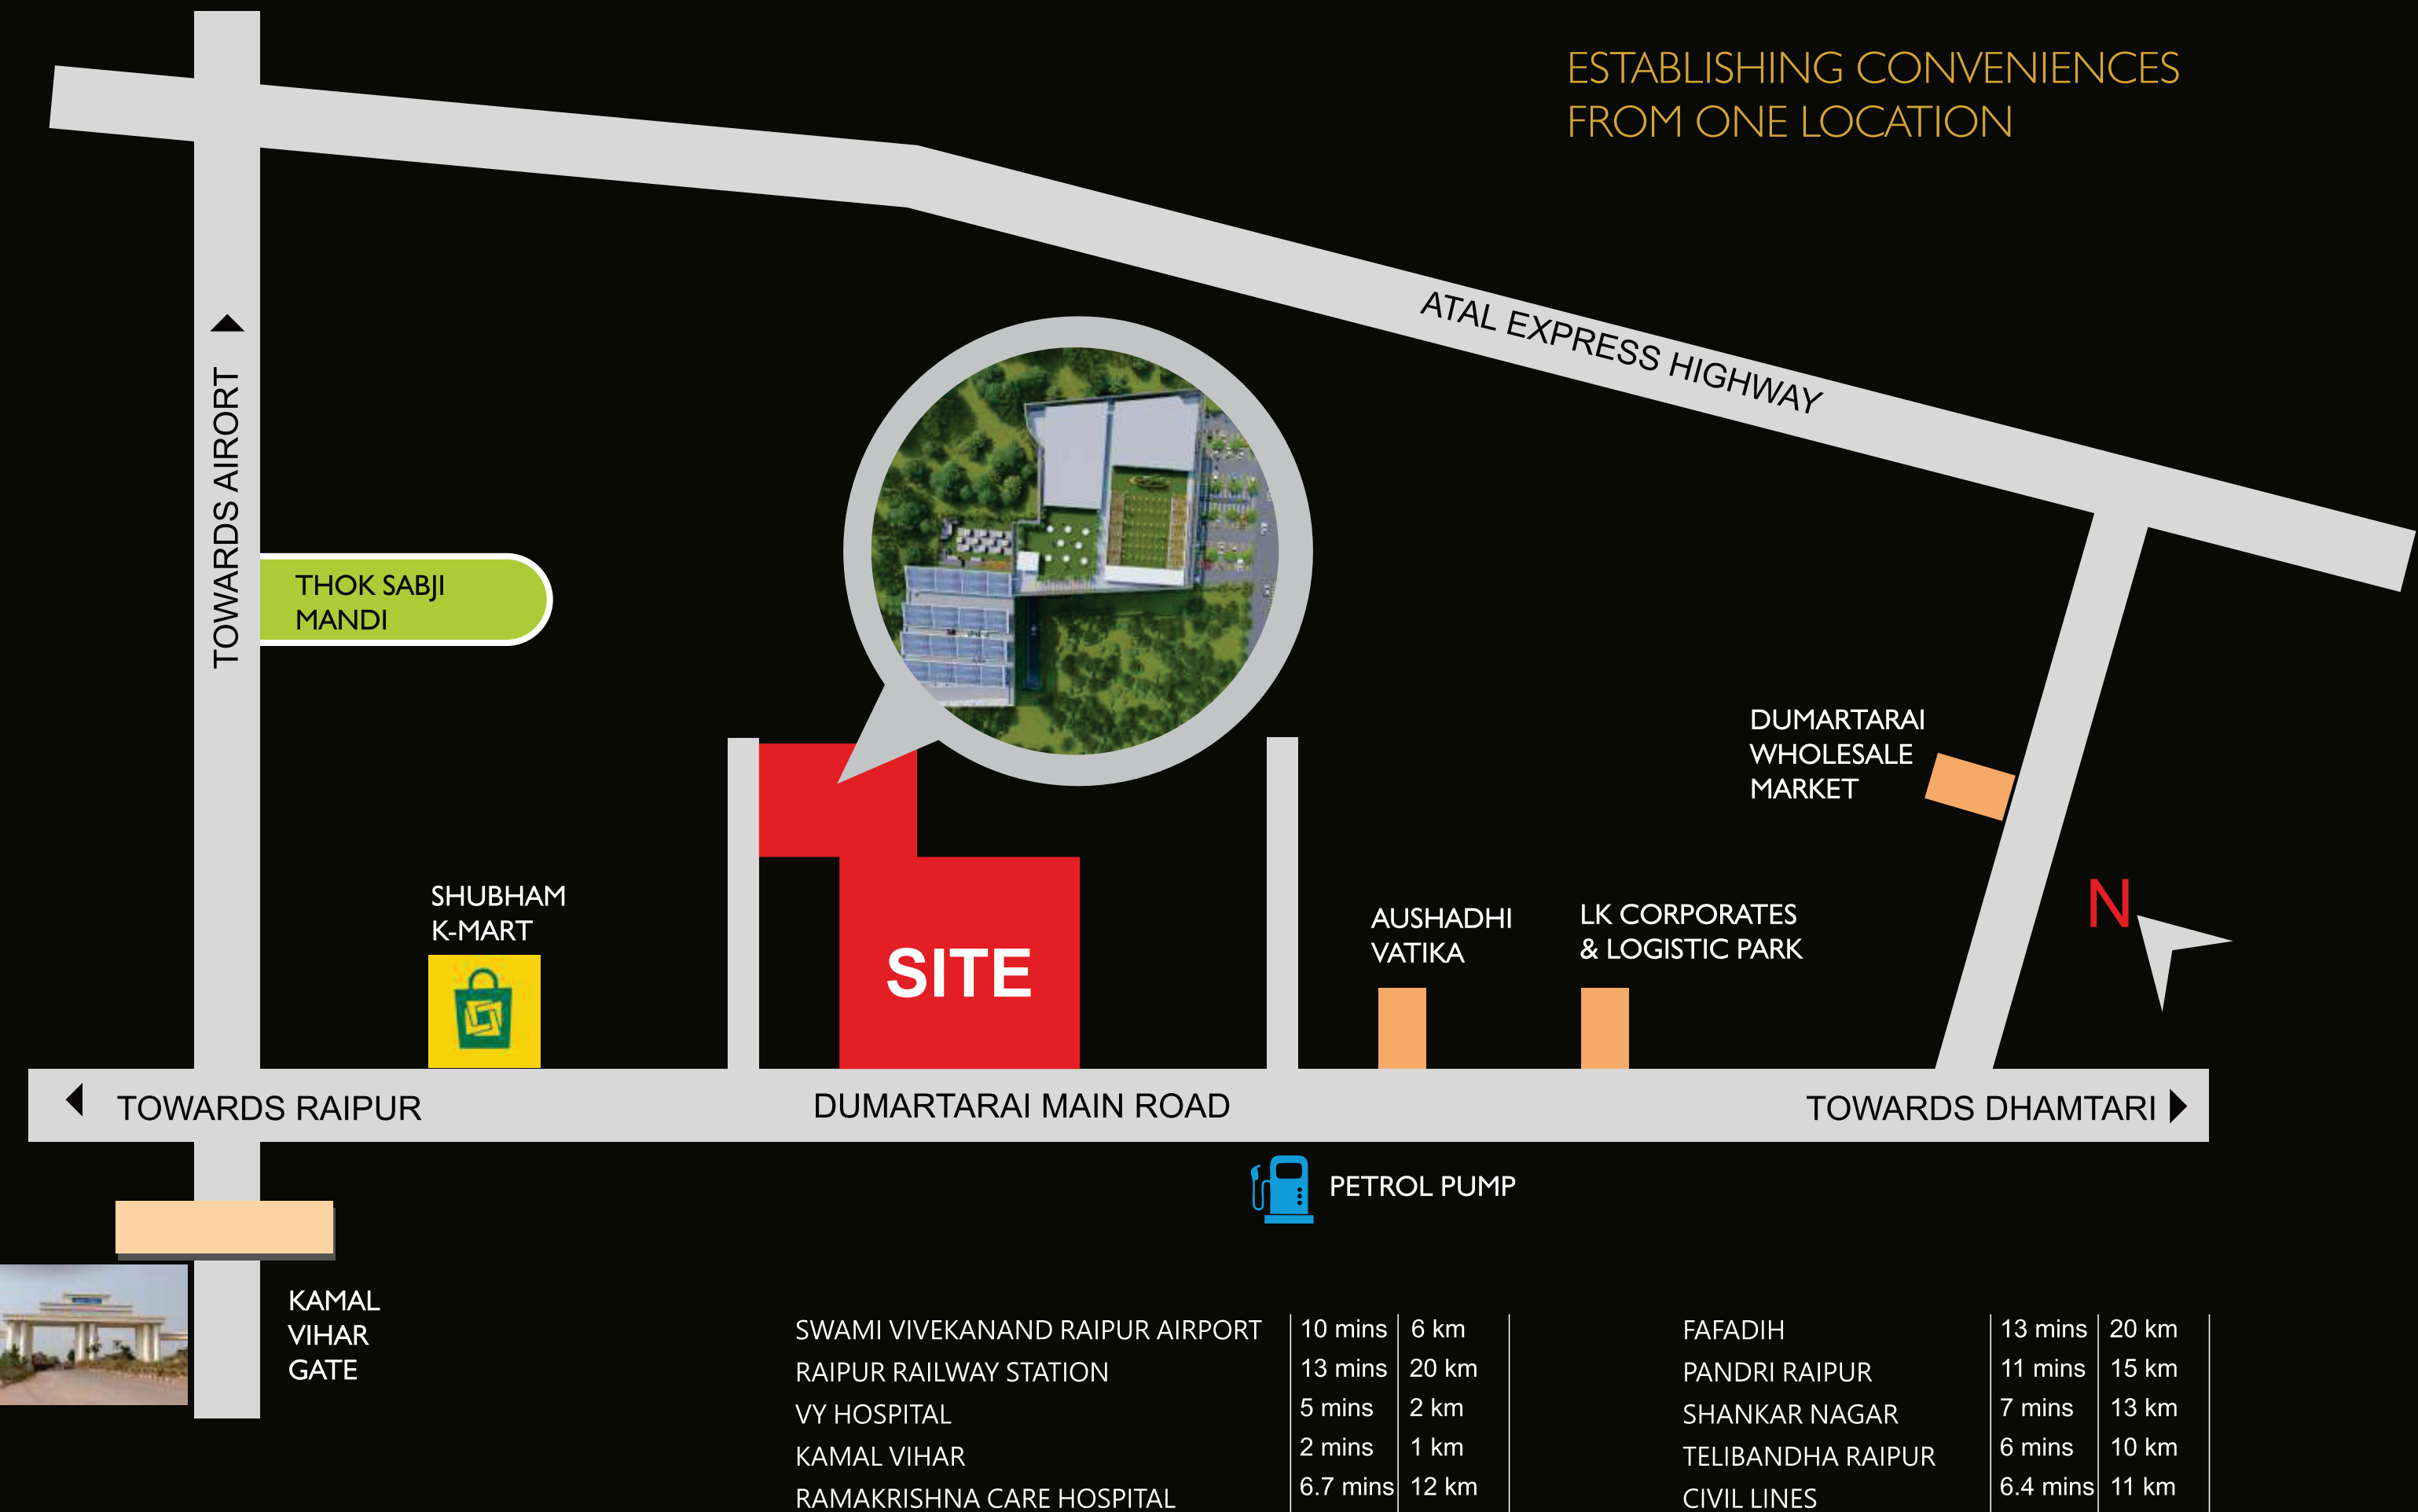 ESTABLISHING CONVENIENCES
FROM ONE LOCATION
ATAL EXPRESS HIGHWAY
TOWARDS AIRORT
THOK SABJI
MANDI
DUMARTARAI
WHOLESALE
MARKET
N
SHUBHAM
K-MART
SITE
AUSHADHI
VATIKA
LK CORPORATES
& LOGISTIC PARK
TOWARDS RAIPUR
DUMARTARAI MAIN ROAD
TOWARDS DHAMTARI
PETROL PUMP
KAMAL
VIHAR
GATE
SWAMI VIVEKANAND RAIPUR AIRPORT 10 mins 6 km
RAIPUR RAILWAY STATION 13 mins 20 km
VY HOSPITAL 5 mins 2 km
KAMAL VIHAR 2 mins 1 km
RAMAKRISHNA CARE HOSPITAL 6.7 mins 12 km
FAFADIH 13 mins 20 km
PANDRI RAIPUR 11 mins 15 km
SHANKAR NAGAR 7 mins 13 km
TELIBANDHA RAIPUR 6 mins 10 km
CIVIL LINES 6.4 mins 11 km